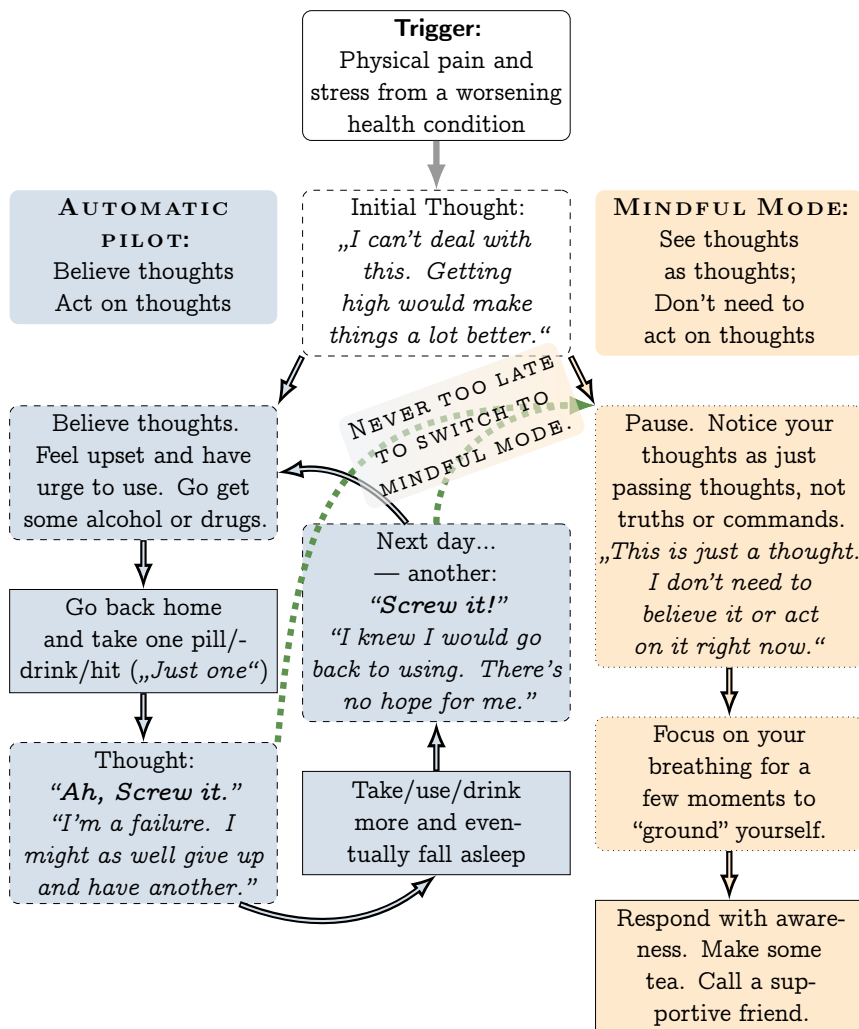 Trigger:
Physical pain and
stress from a worsening
health condition
AUTOMATIC
PILOT:
Believe thoughts
Act on thoughts
Initial Thought:
„I can't deal with
this. Getting
high would make
things a lot better.“
MINDFUL MODE:
See thoughts
as thoughts;
Don't need to
act on thoughts
NEVER TOO LATE
TO SWITCH TO
MINDFUL MODE.
Believe thoughts.
Feel upset and have
urge to use. Go get
some alcohol or drugs.
Go back home
and take one pill/-
drink/hit („Just one“)
Thought:
“Ah, Screw it.”
“I'm a failure. I
might as well give up
and have another.”
Take/use/drink
more and even-
tually fall asleep
Next day...
— another:
“Screw it!”
“I knew I would go
back to using. There's
no hope for me.”
Pause. Notice your
thoughts as just
passing thoughts, not
truths or commands.
„This is just a thought.
I don't need to
believe it or act
on it right now.“
Focus on your
breathing for a
few moments to
“ground” yourself.
Respond with aware-
ness. Make some
tea. Call a sup-
portive friend.